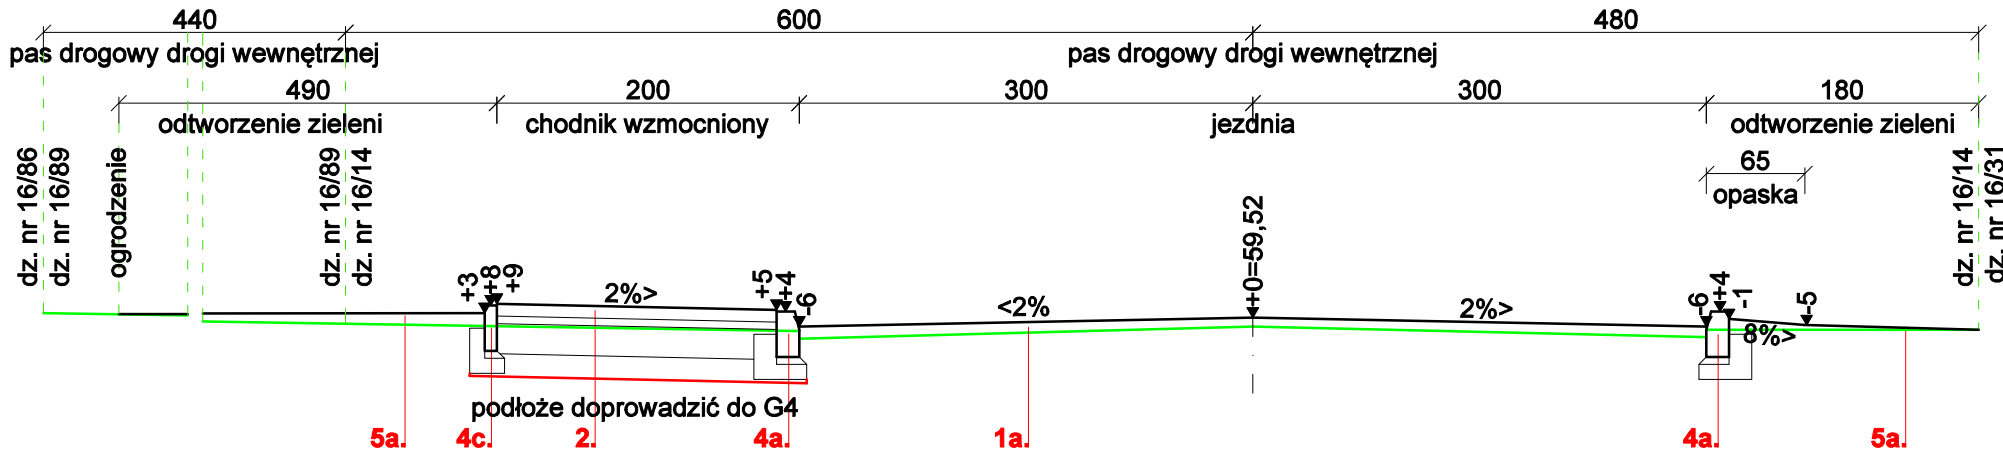 440 600 480
pas drogowy drogi wewnętrznej pas drogowy drogi wewnętrznej
490 200 300 300 180
odtworzenie zieleni chodnik wzmocniony jezdnia odtworzenie zieleni
65
opaska
dz. nr 16/86
dz. nr 16/89
ogrodzenie
dz. nr 16/89
dz. nr 16/14
dz. nr 16/14
dz. nr 16/31
+3 +8 +9 2%> +5 +4 -6 <2% +0=59,52 2%> -6 +4 -1 8%> -5
podłoże doprowadzić do G4
5a. 4c. 2. 4a. 1a. 4a. 5a.